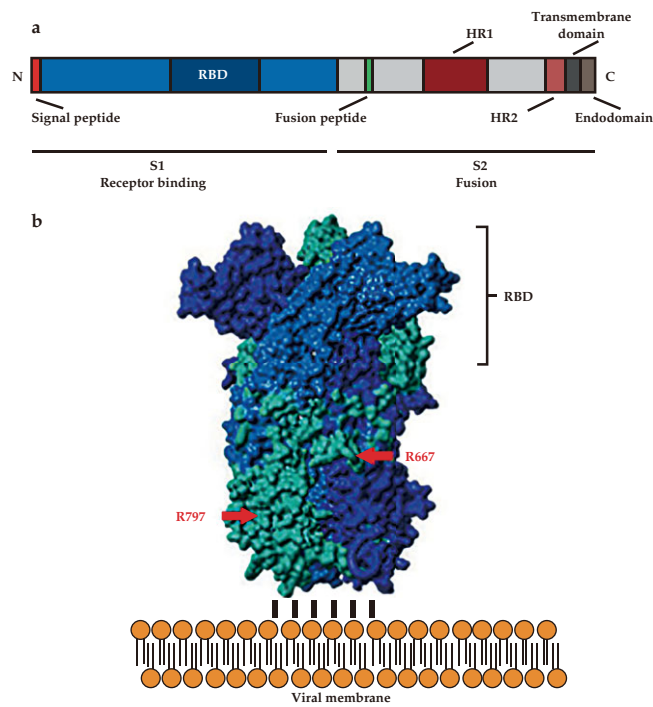 a
Transmembrane
domain
HR1
N
RBD
C
Signal peptide
Fusion peptide
HR2
Endodomain
S1
Receptor binding
S2
Fusion
b
RBD
R667
R797
Viral membrane